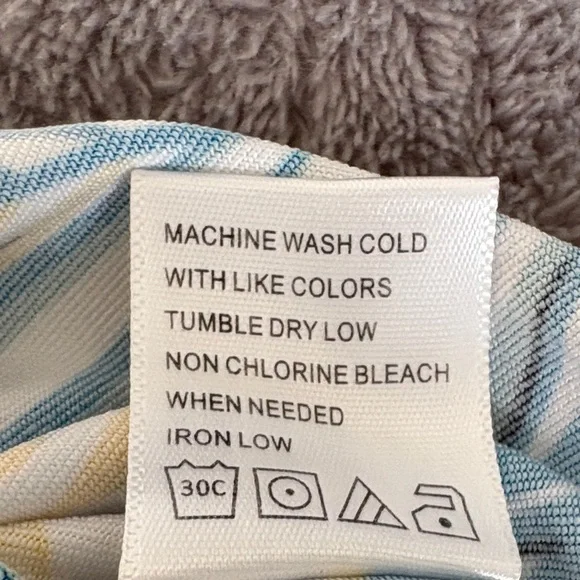 MACHINE WASH COLD
WITH LIKE COLORS
TUMBLE DRY LOW
NON CHLORINE BLEACH
WHEN NEEDED
IRON LOW
30C